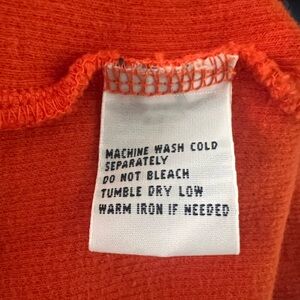 MACHINE WASH COLD
SEPARATELY
DO NOT BLEACH
TUMBLE DRY LOW
WARM IRON IF NEEDED